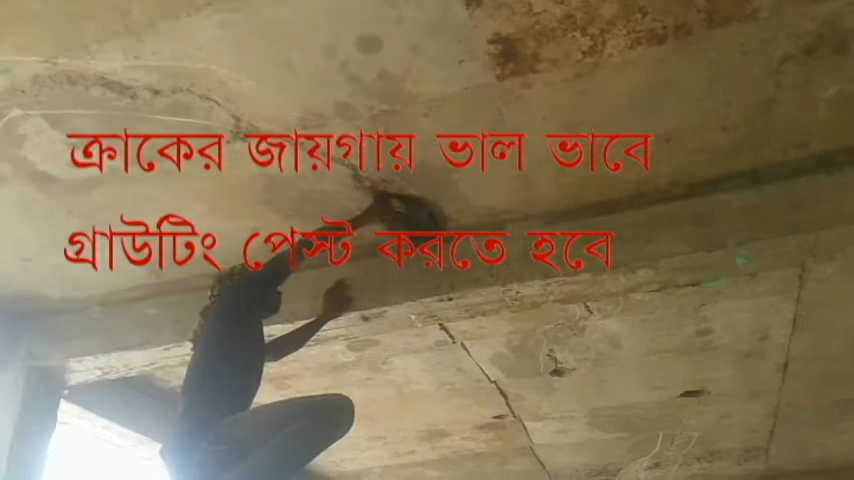 ক্রাকের জায়গায় ভাল ভাবে
গ্রাউটিং পেস্ট করতে হবে